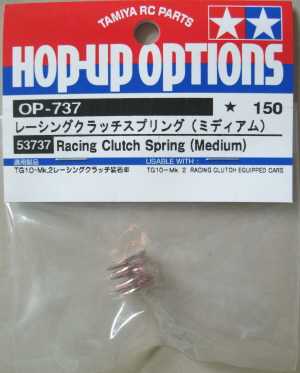 TAMIYA RC PARTS
HOP-UP OPTIONS
OP-737 ★ 150
レーシングクラッチスプリング（ミディアム）
53737 Racing Clutch Spring (Medium)
適用製品 USABLE WITH :
TG10-Mk.2レーシングクラッチ装着車 TG10-Mk 2 RACING CLUTCH EQUIPPED CARS